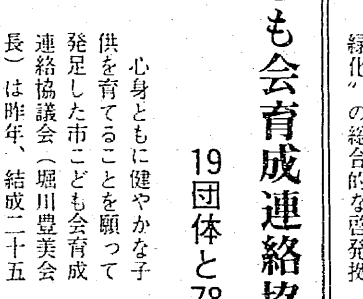 緑化〃の総合的な啓発拠
も会育成連絡協
19団体と78
心身ともに健やかな子
供を育てることを願って
発足した市こども会育成
連絡協議会（堀川豊美会
長）は昨年、結成二十五